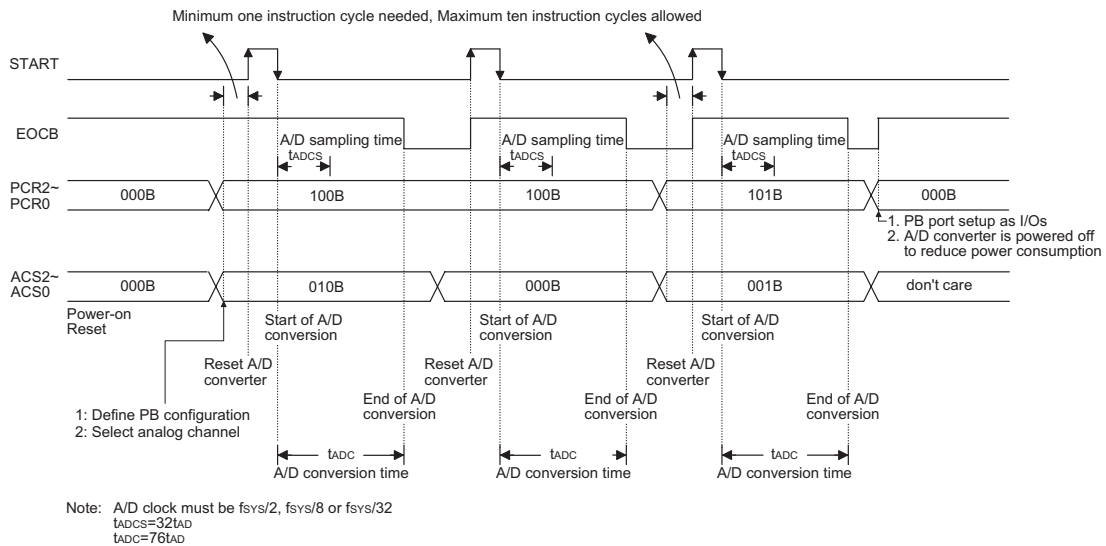 Minimum one instruction cycle needed, Maximum ten instruction cycles allowed
START
EOCB
A/D sampling time
tADCS
A/D sampling time
tADCS
A/D sampling time
tADCS
PCR2~
PCR0
000B
100B
100B
101B
000B
1. PB port setup as I/Os
2. A/D converter is powered off
to reduce power consumption
ACS2~
ACS0
000B
010B
000B
001B
don't care
Power-on
Reset
Start of A/D
conversion
Start of A/D
conversion
Start of A/D
conversion
Reset A/D
converter
Reset A/D
converter
Reset A/D
converter
1: Define PB configuration
2: Select analog channel
End of A/D
conversion
End of A/D
conversion
End of A/D
conversion
tADC
A/D conversion time
tADC
A/D conversion time
tADC
A/D conversion time
Note: A/D clock must be fSYS/2, fSYS/8 or fSYS/32
tADCS=32tAD
tADC=76tAD